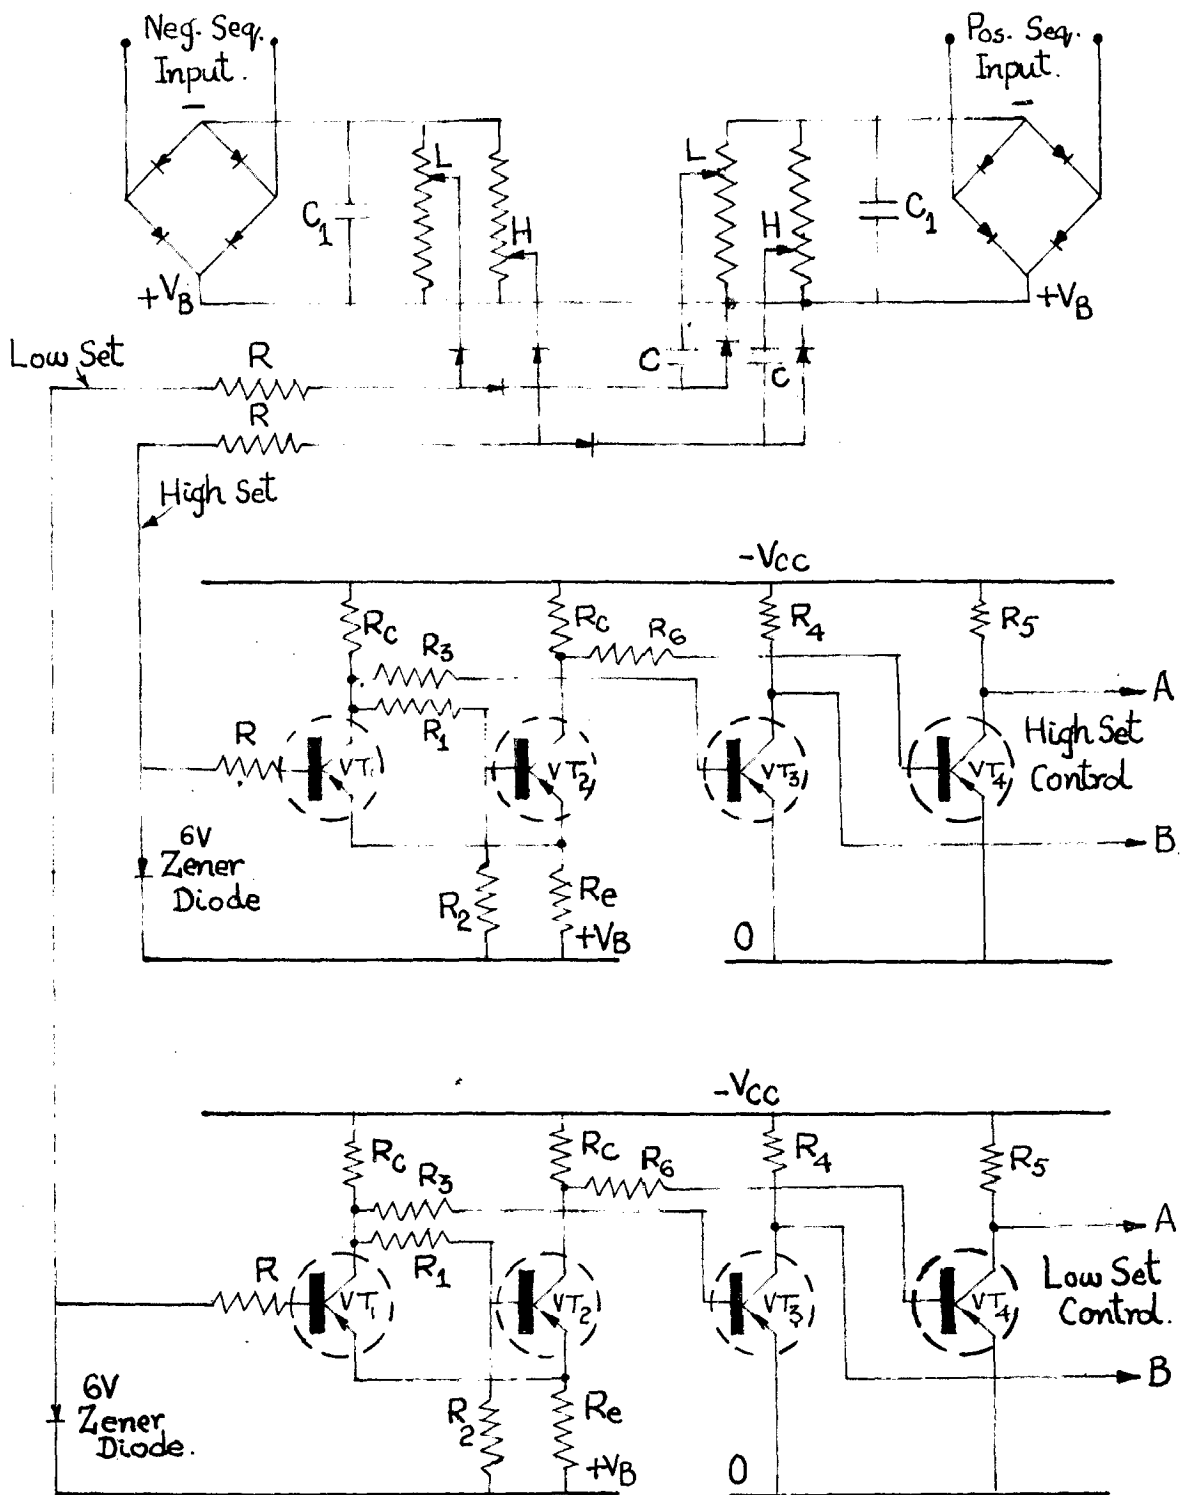 Neg. Seq. Input.
Pos. Seq. Input.
−
−
L
L
H
H
C1
C1
+VB
+VB
Low Set
R
C
C
R
High Set
-Vcc
Rc
Rc
R3
R6
R4
R5
R1
A
R
VT1
VT2
VT3
VT4
High Set Control
B
6V Zener Diode
R2
Re
+VB
0
-Vcc
Rc
Rc
R3
R6
R4
R5
R1
A
R
VT1
VT2
VT3
VT4
Low Set Control.
B
6V Zener Diode.
R2
Re
+VB
0